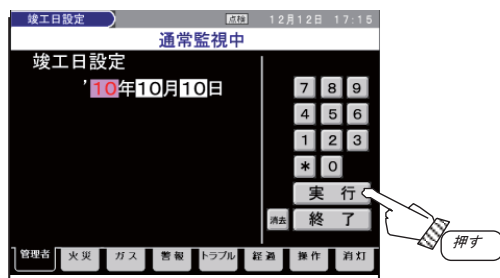 竣工日設定 点検 12月12日 17:15
通常監視中
竣工日設定
'10年10月10日
7 8 9
4 5 6
1 2 3
* 0
実 行
消去 終 了
押す
管理者 火災 ガス 警報 トラブル 経過 操作 消灯